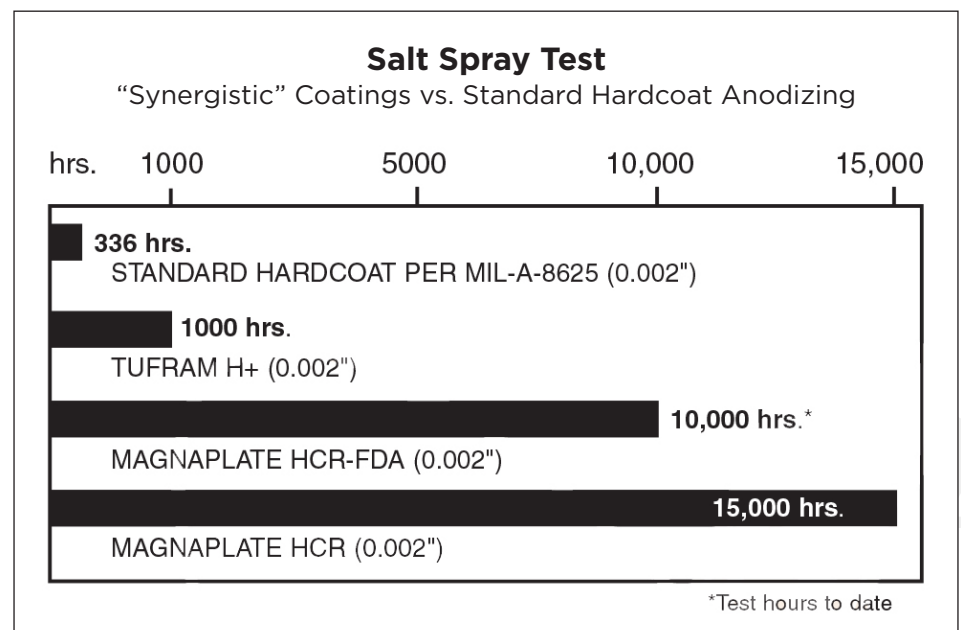 Salt Spray Test
“Synergistic” Coatings vs. Standard Hardcoat Anodizing
hrs. 1000 5000 10,000 15,000
336 hrs.
STANDARD HARDCOAT PER MIL-A-8625 (0.002")
1000 hrs.
TUFRAM H+ (0.002")
10,000 hrs.*
MAGNAPLATE HCR-FDA (0.002")
15,000 hrs.
MAGNAPLATE HCR (0.002")
*Test hours to date